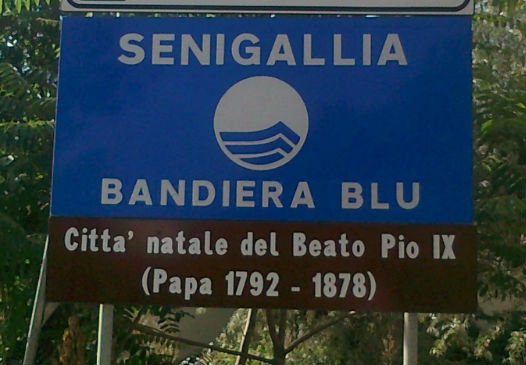 SENIGALLIA
BANDIERA BLU
Citta' natale del Beato Pio IX
(Papa 1792 - 1878)